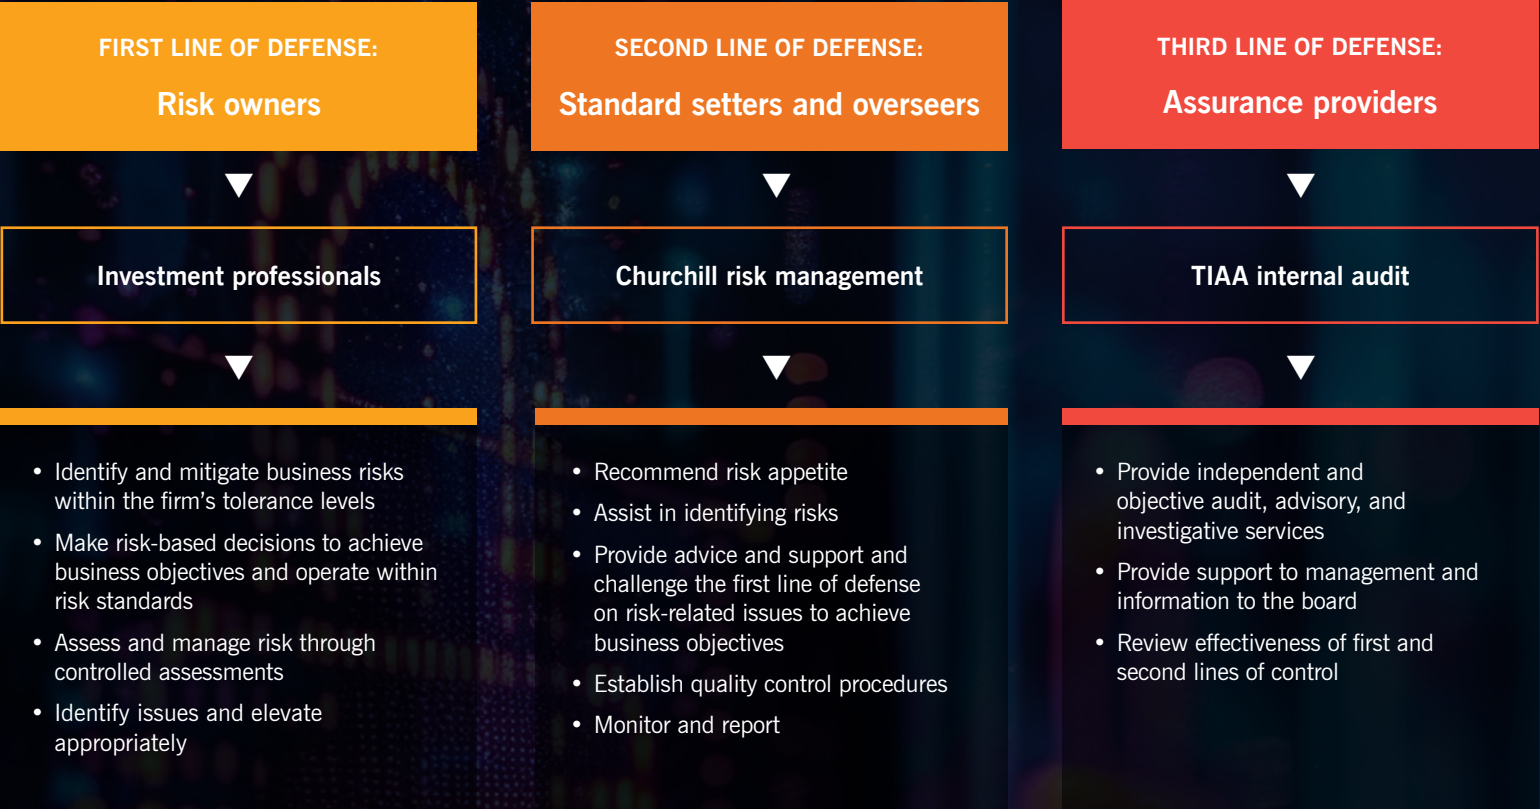 FIRST LINE OF DEFENSE:
Risk owners
Investment professionals
• Identify and mitigate business risks
within the firm’s tolerance levels
• Make risk-based decisions to achieve
business objectives and operate within
risk standards
• Assess and manage risk through
controlled assessments
• Identify issues and elevate
appropriately
SECOND LINE OF DEFENSE:
Standard setters and overseers
Churchill risk management
• Recommend risk appetite
• Assist in identifying risks
• Provide advice and support and
challenge the first line of defense
on risk-related issues to achieve
business objectives
• Establish quality control procedures
• Monitor and report
THIRD LINE OF DEFENSE:
Assurance providers
TIAA internal audit
• Provide independent and
objective audit, advisory, and
investigative services
• Provide support to management and
information to the board
• Review effectiveness of first and
second lines of control